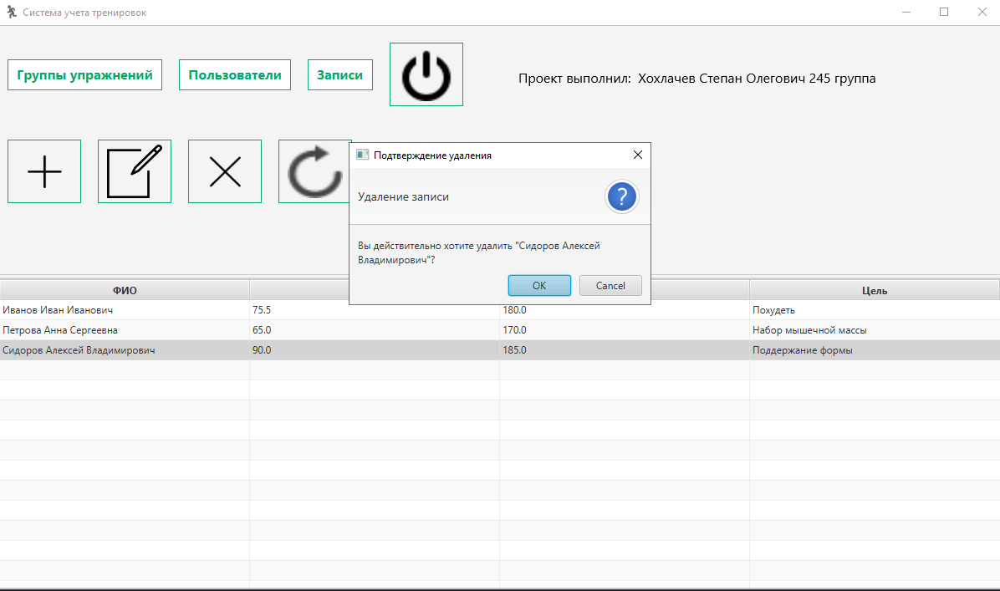 Система учета тренировок
Группы упражнений
Пользователи
Записи
Проект выполнил: Хохлачев Степан Олегович 245 группа
Подтверждение удаления
Удаление записи
?
Вы действительно хотите удалить "Сидоров Алексей
Владимирович"?
OK
Cancel
ФИО
Цель
Иванов Иван Иванович 75.5 180.0 Похудеть
Петрова Анна Сергеевна 65.0 170.0 Набор мышечной массы
Сидоров Алексей Владимирович 90.0 185.0 Поддержание формы